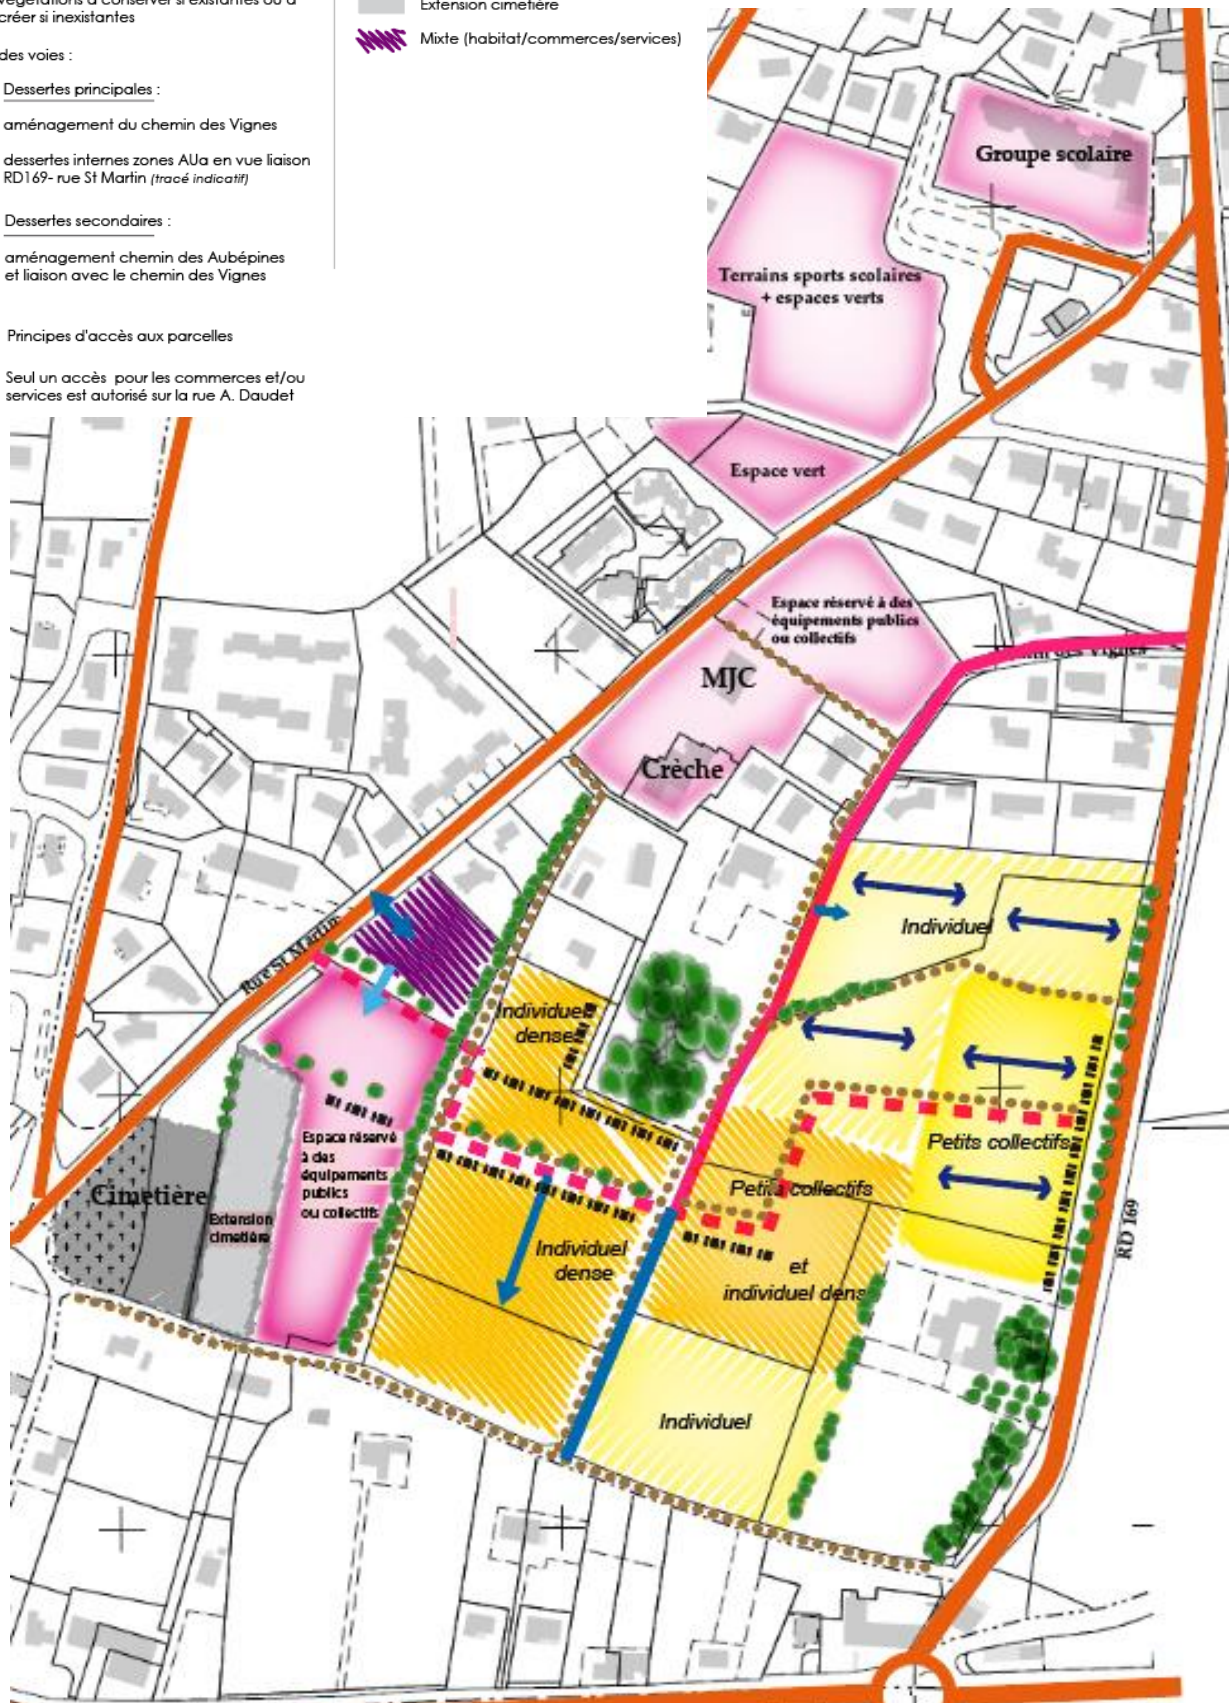 végétations à conserver si existantes ou à
créer si inexistantes
des voies :
Dessertes principales :
aménagement du chemin des Vignes
dessertes internes zones AUa en vue liaison
RD169- rue St Martin (tracé indicatif)
Dessertes secondaires :
aménagement chemin des Aubépines
et liaison avec le chemin des Vignes
Principes d'accès aux parcelles
Seul un accès pour les commerces et/ou
services est autorisé sur la rue A. Daudet
Extension cimetière
Mixte (habitat/commerces/services)
Groupe scolaire
Terrains sports scolaires
+ espaces verts
Espace vert
Espace réservé à des
équipements publics
ou collectifs
MJC
Crèche
des Vignes
Individuel
Rue St Martin
Individuel
dense
Petits collectifs
Espace réservé
à des
équipements
publics
ou collectifs
Cimetière
Extension
cimetière
Petits collectifs
et
individuel dens
Individuel
dense
RD 169
Individuel